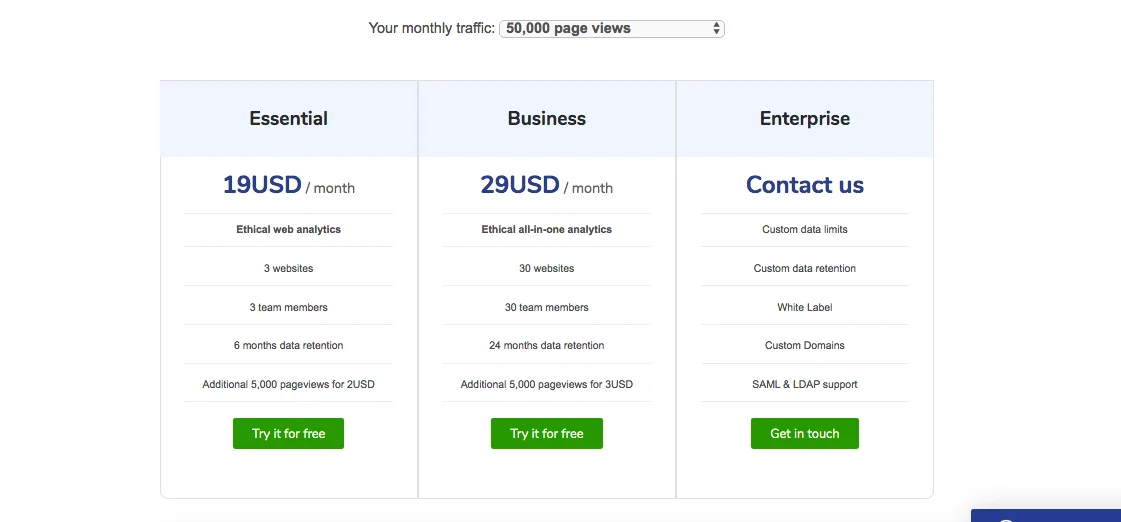 Your monthly traffic: 50,000 page views
Essential
19USD / month
Ethical web analytics
3 websites
3 team members
6 months data retention
Additional 5,000 pageviews for 2USD
Try it for free
Business
29USD / month
Ethical all-in-one analytics
30 websites
30 team members
24 months data retention
Additional 5,000 pageviews for 3USD
Try it for free
Enterprise
Contact us
Custom data limits
Custom data retention
White Label
Custom Domains
SAML & LDAP support
Get in touch